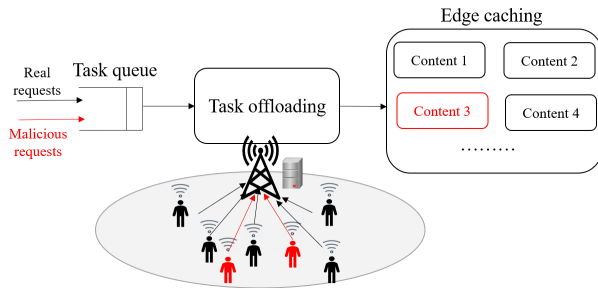 Edge caching
Real
requests
Task queue
Malicious
requests
Task offloading
Content 1
Content 2
Content 3
Content 4
.........